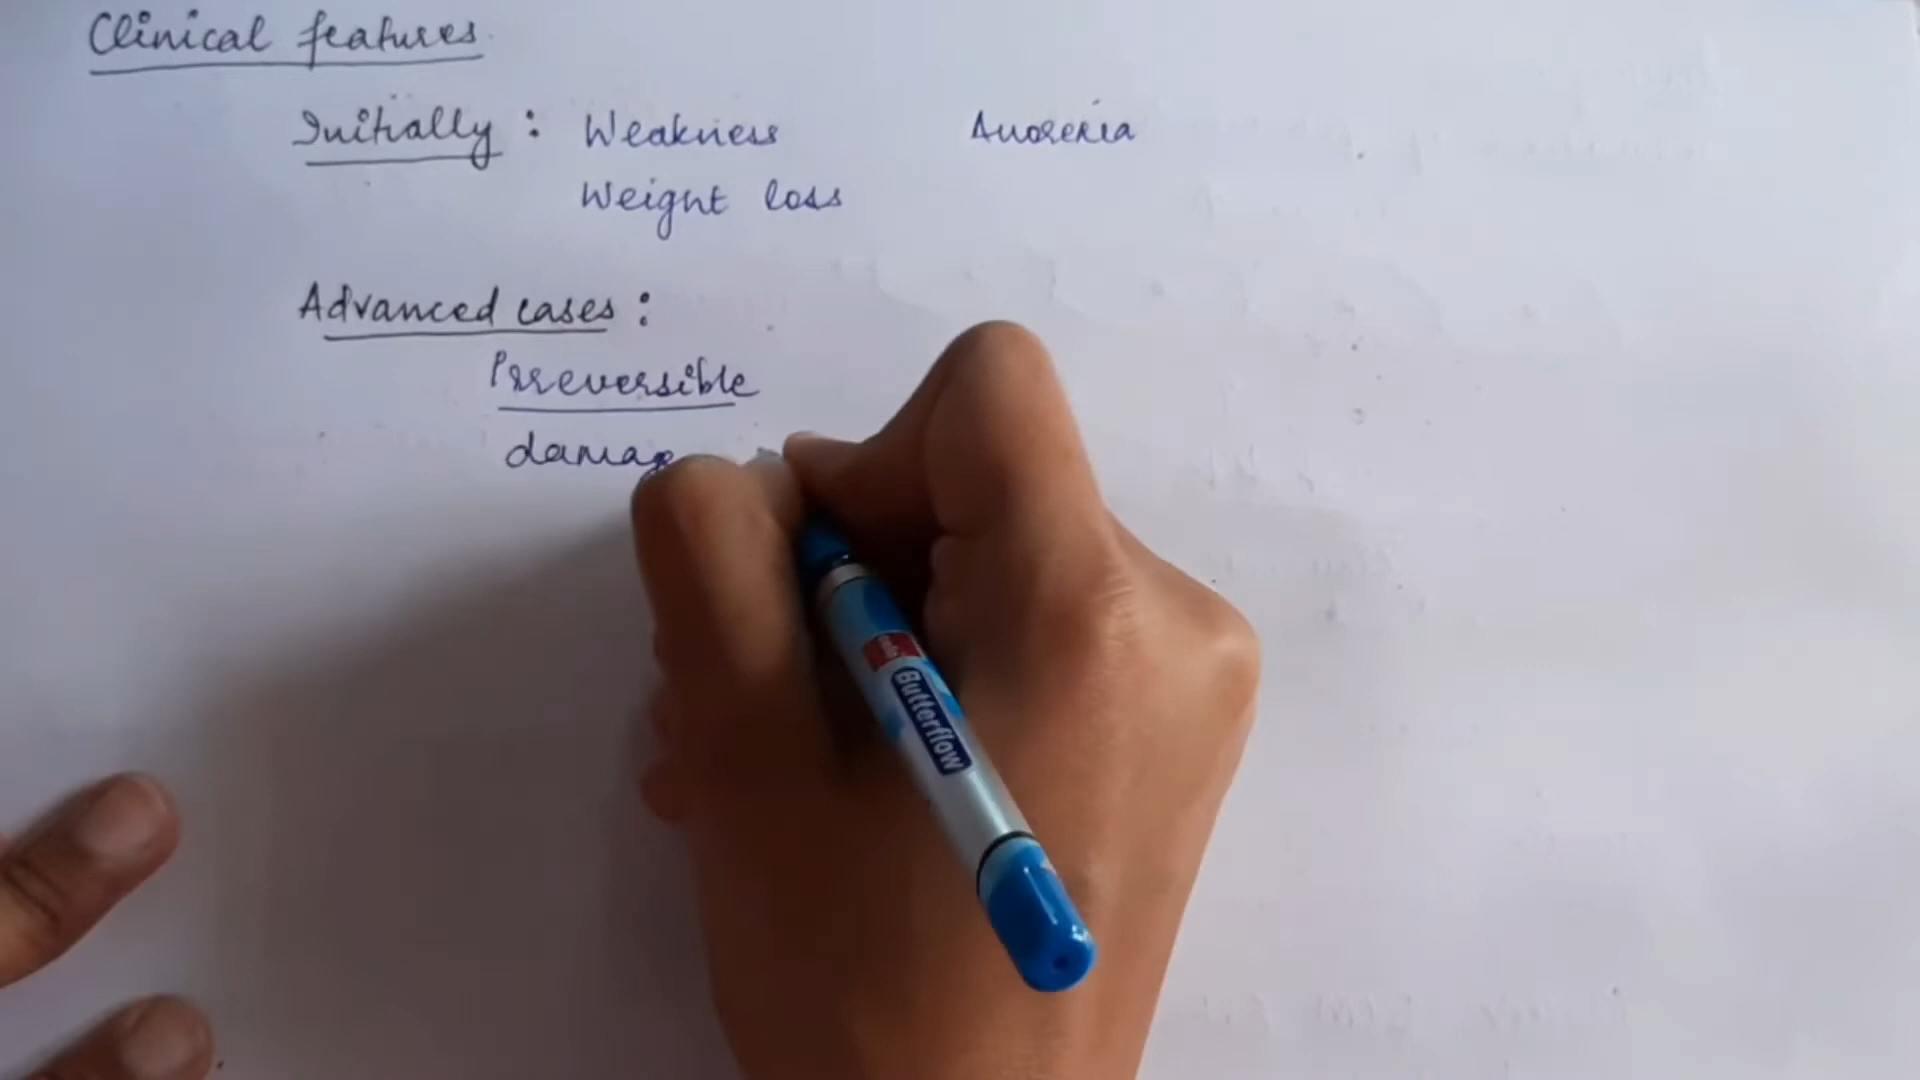 Clinical features
Initially : Weakness Anorexia
Weight loss
Advanced cases :
Irreversible
damag
Butterflow